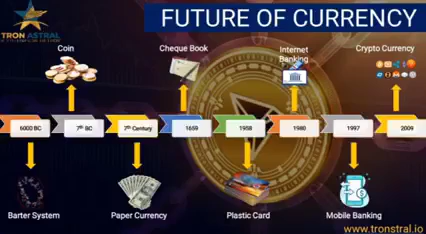 FUTURE OF CURRENCY
TRON ASTRAL
Coin
Cheque Book
Internet
Banking
Crypto Currency
6000 BC
7th BC
7th Century
1659
1958
1980
1997
2009
Barter System
Paper Currency
Plastic Card
Mobile Banking
www.tronstral.io